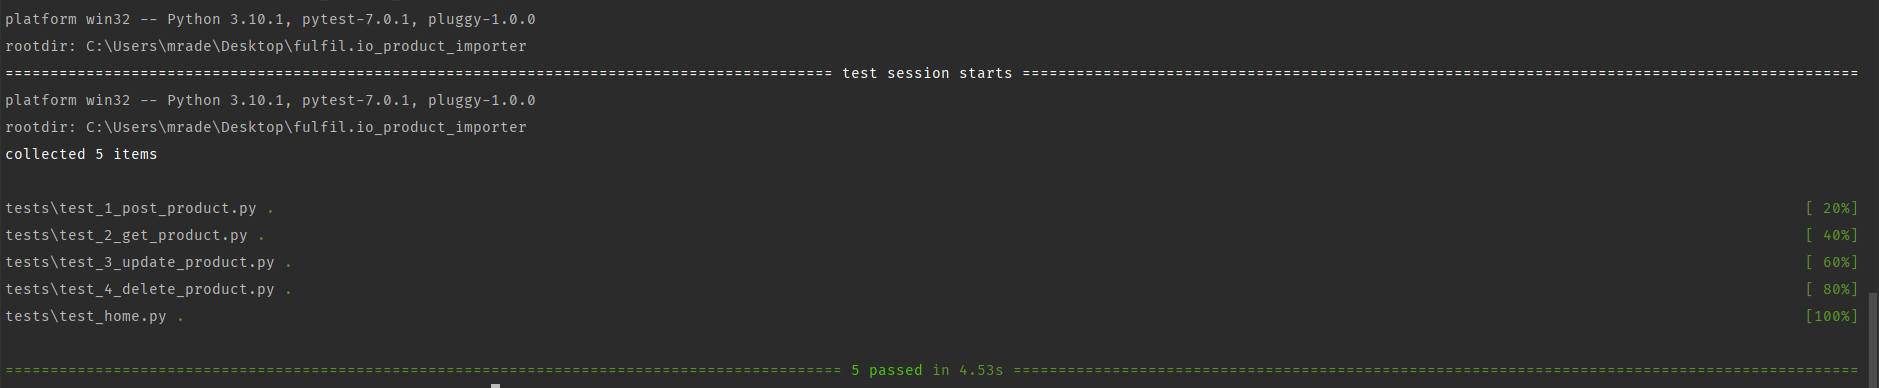 platform win32 -- Python 3.10.1, pytest-7.0.1, pluggy-1.0.0
rootdir: C:\Users\mrade\Desktop\fulfil.io_product_importer
============================================================================================ test session starts =============================================================================================
platform win32 -- Python 3.10.1, pytest-7.0.1, pluggy-1.0.0
rootdir: C:\Users\mrade\Desktop\fulfil.io_product_importer
collected 5 items
tests\test_1_post_product.py . [ 20%]
tests\test_2_get_product.py . [ 40%]
tests\test_3_update_product.py . [ 60%]
tests\test_4_delete_product.py . [ 80%]
tests\test_home.py . [100%]
============================================================================================= 5 passed in 4.53s ==============================================================================================